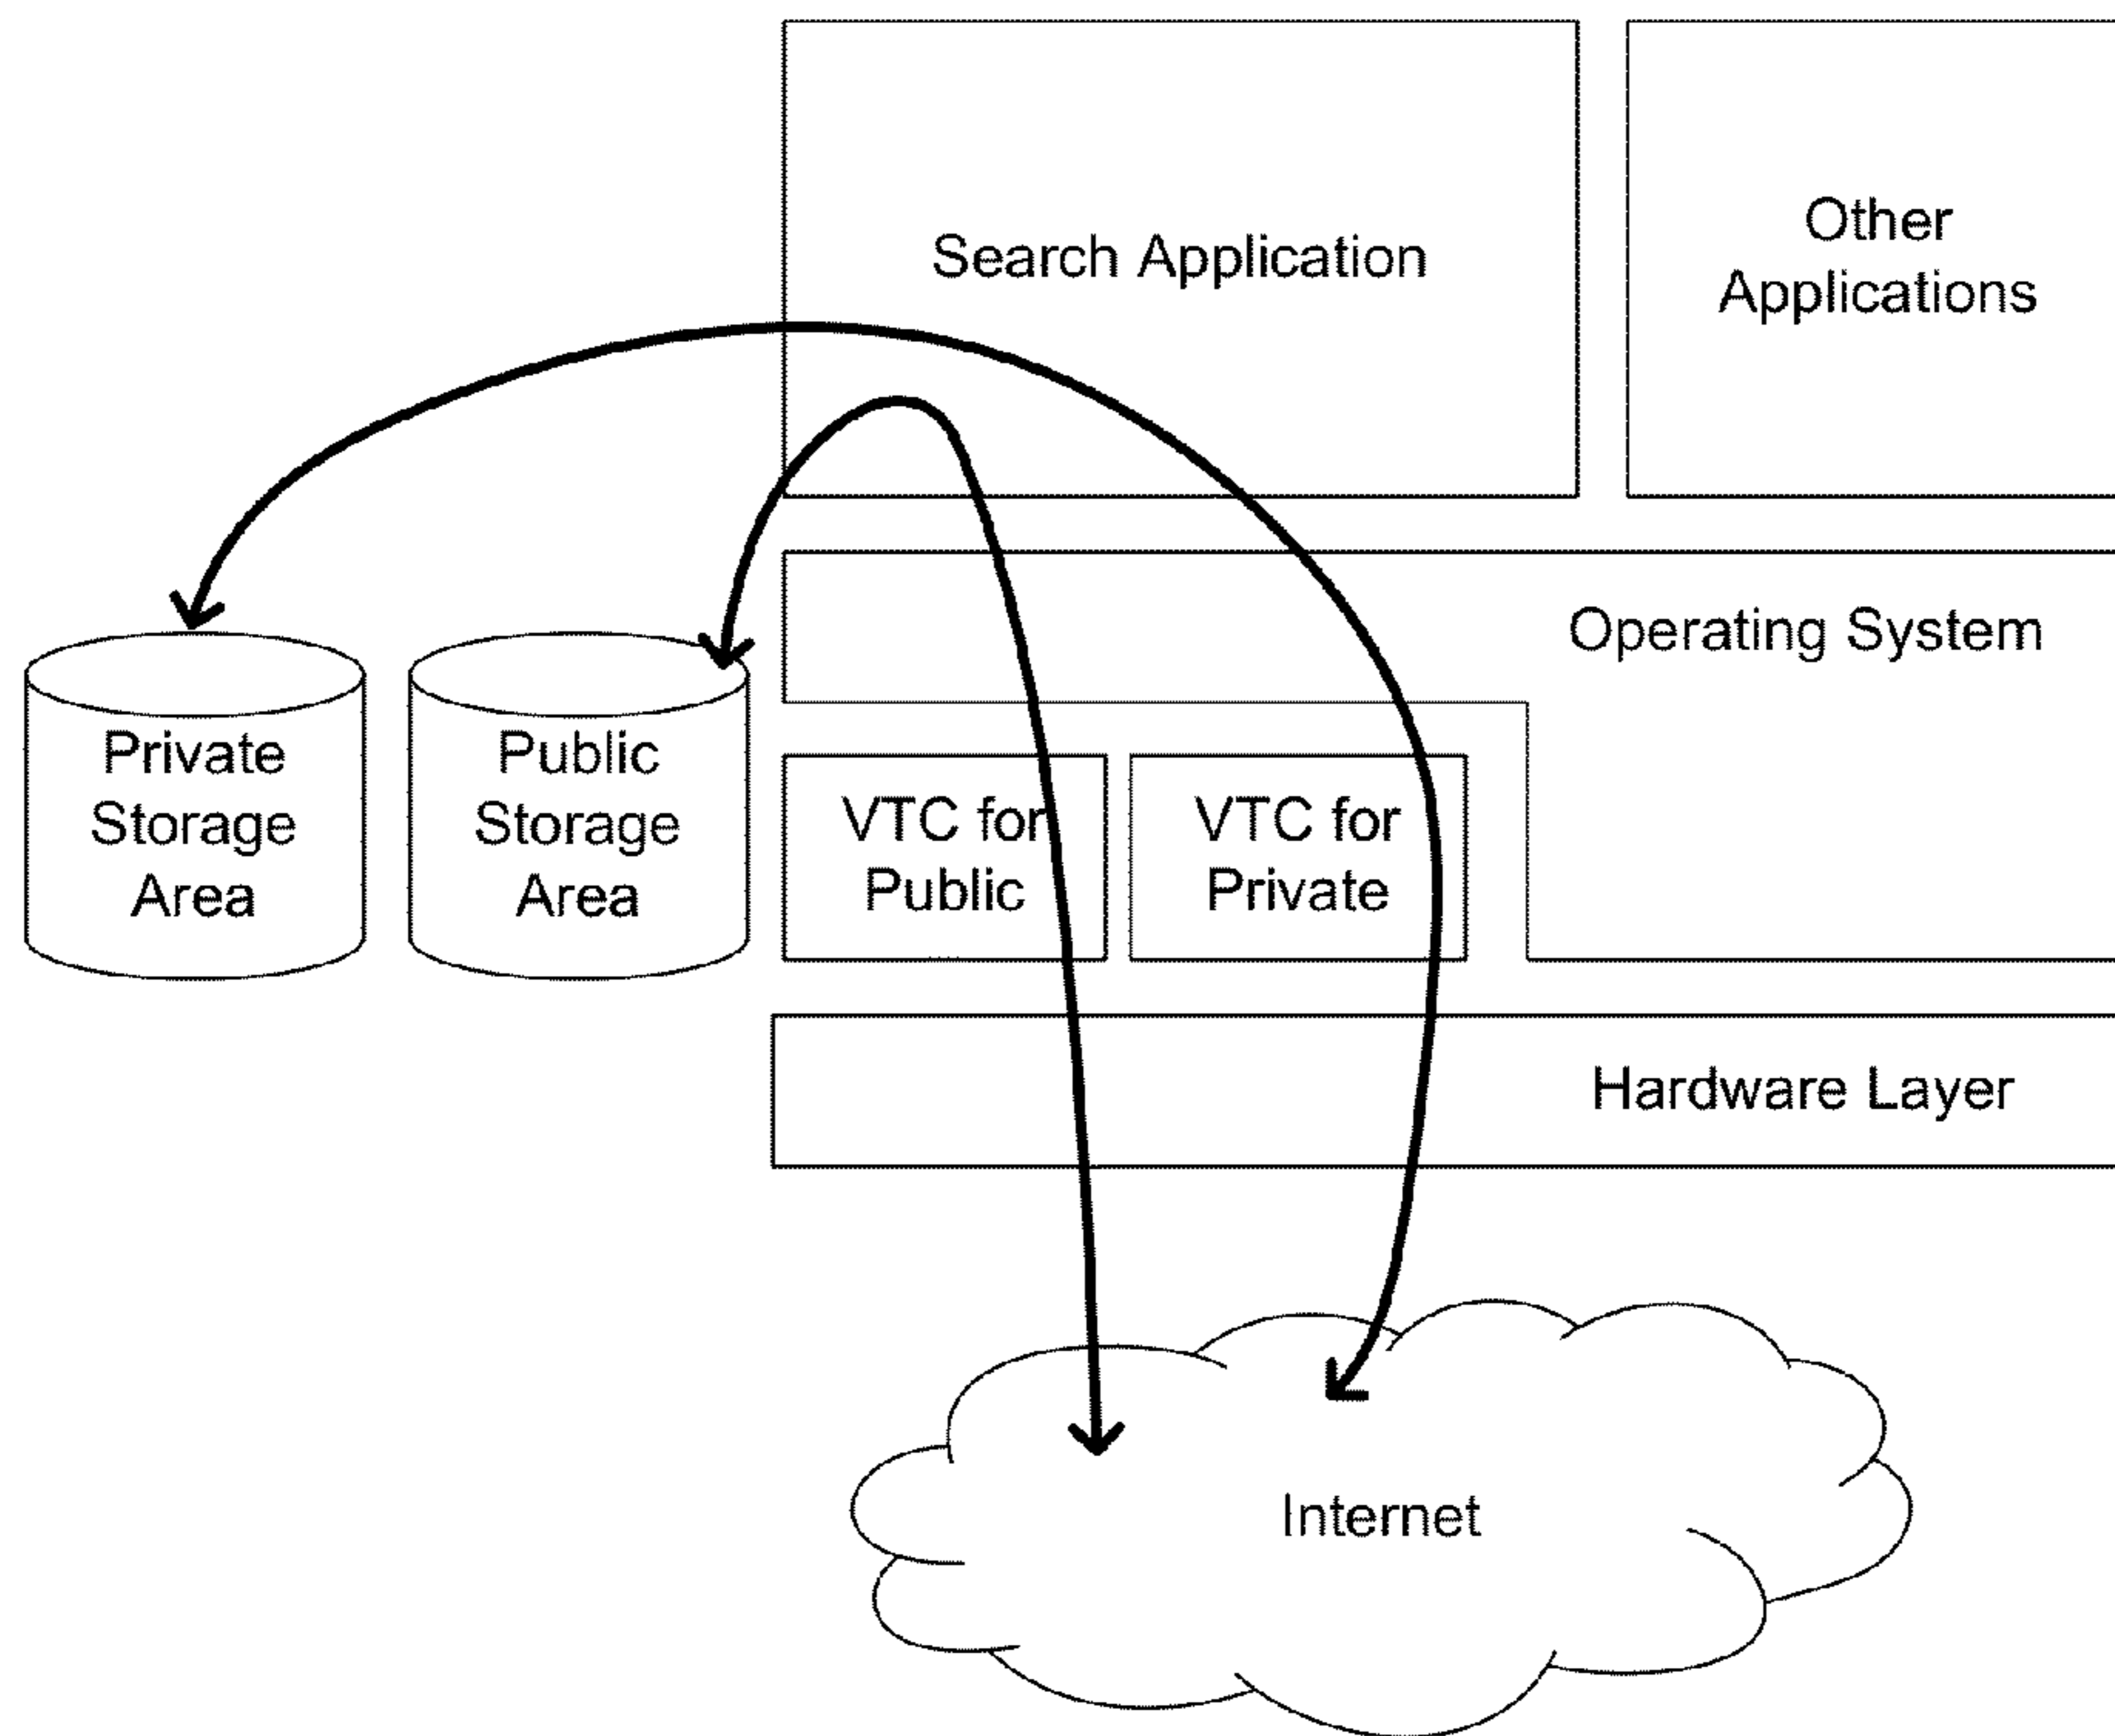 Search Application
Other
Applications
Operating System
Private
Storage
Area
Public
Storage
Area
VTC for
Public
VTC for
Private
Hardware Layer
Internet